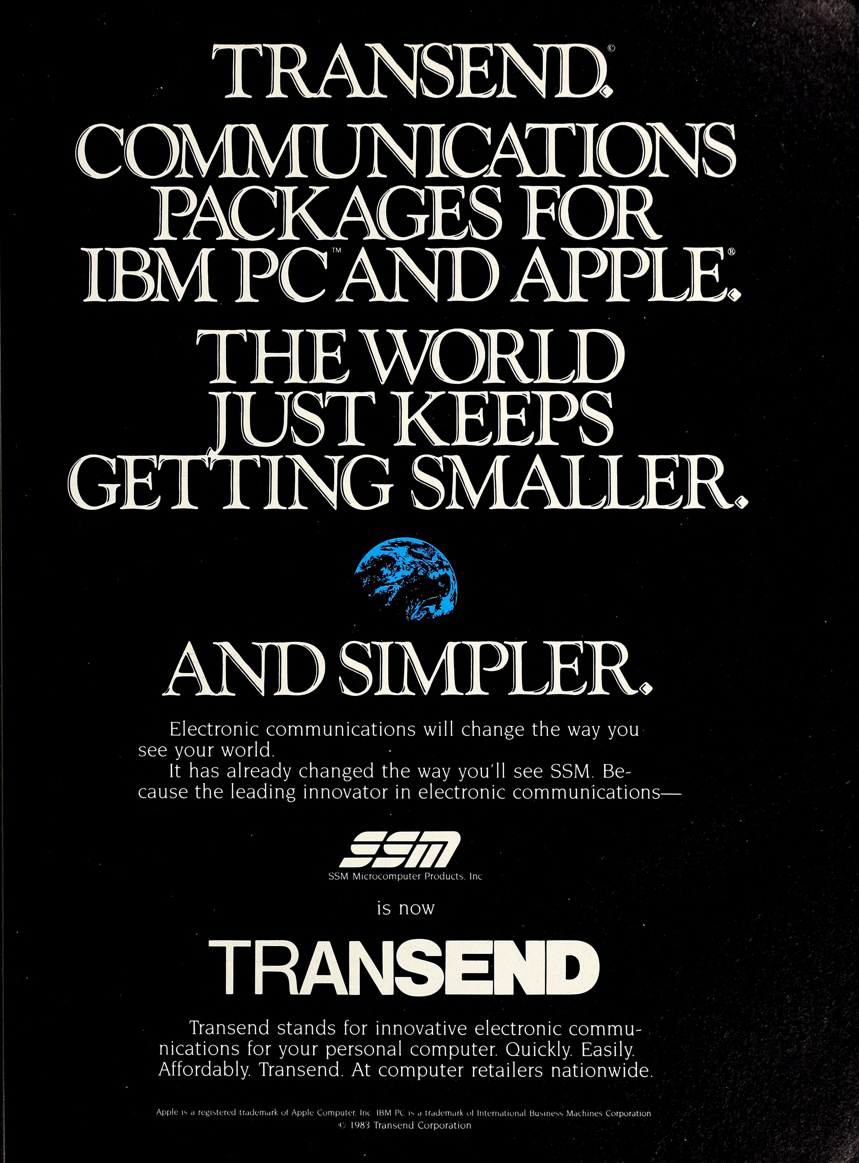 TRANSEND.©
COMMUNICATIONS
PACKAGES FOR
IBM PC™ AND APPLE.®
THE WORLD
JUST KEEPS
GETTING SMALLER.
AND SIMPLER.
Electronic communications will change the way you
see your world.
It has already changed the way you'll see SSM. Be-
cause the leading innovator in electronic communications—
SSM
SSM Microcomputer Products, Inc
is now
TRANSEND
Transend stands for innovative electronic commu-
nications for your personal computer. Quickly. Easily.
Affordably. Transend. At computer retailers nationwide.
Apple is a registered trademark of Apple Computer, Inc. IBM PC is a trademark of International Business Machines Corporation
© 1983 Transend Corporation